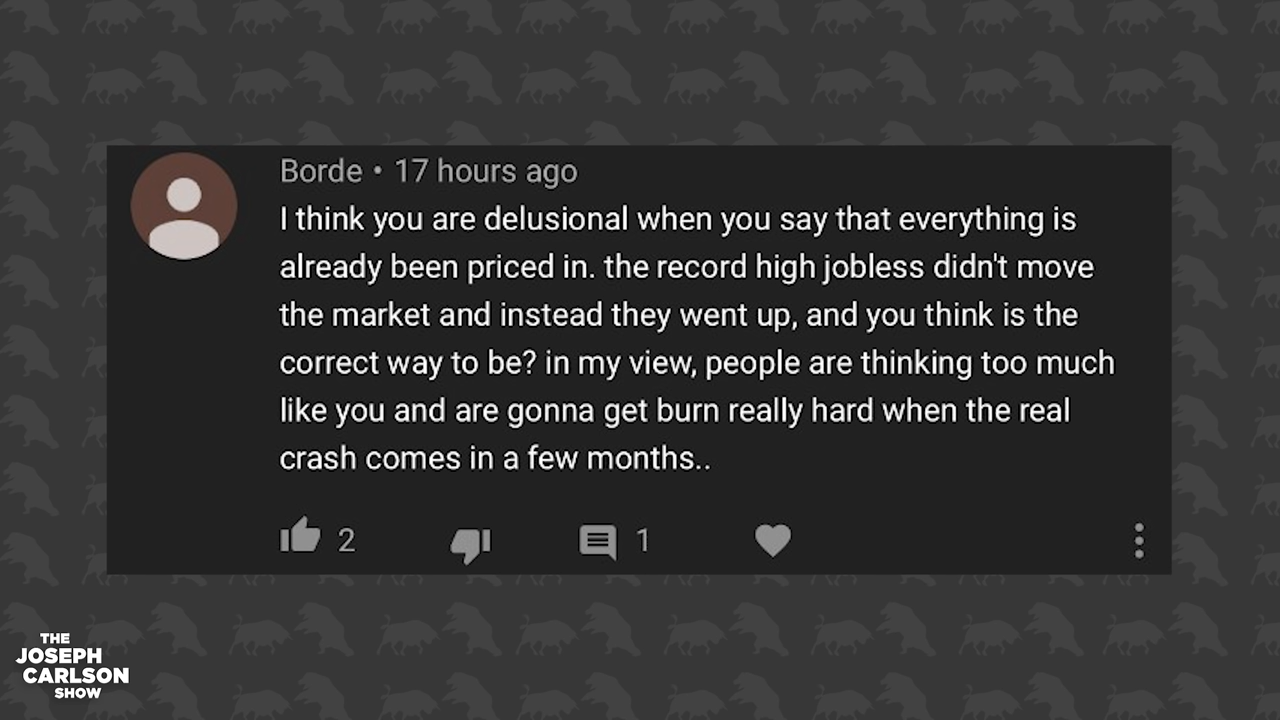 Borde • 17 hours ago
I think you are delusional when you say that everything is
already been priced in. the record high jobless didn't move
the market and instead they went up, and you think is the
correct way to be? in my view, people are thinking too much
like you and are gonna get burn really hard when the real
crash comes in a few months..
2
1
THE
JOSEPH
CARLSON
SHOW